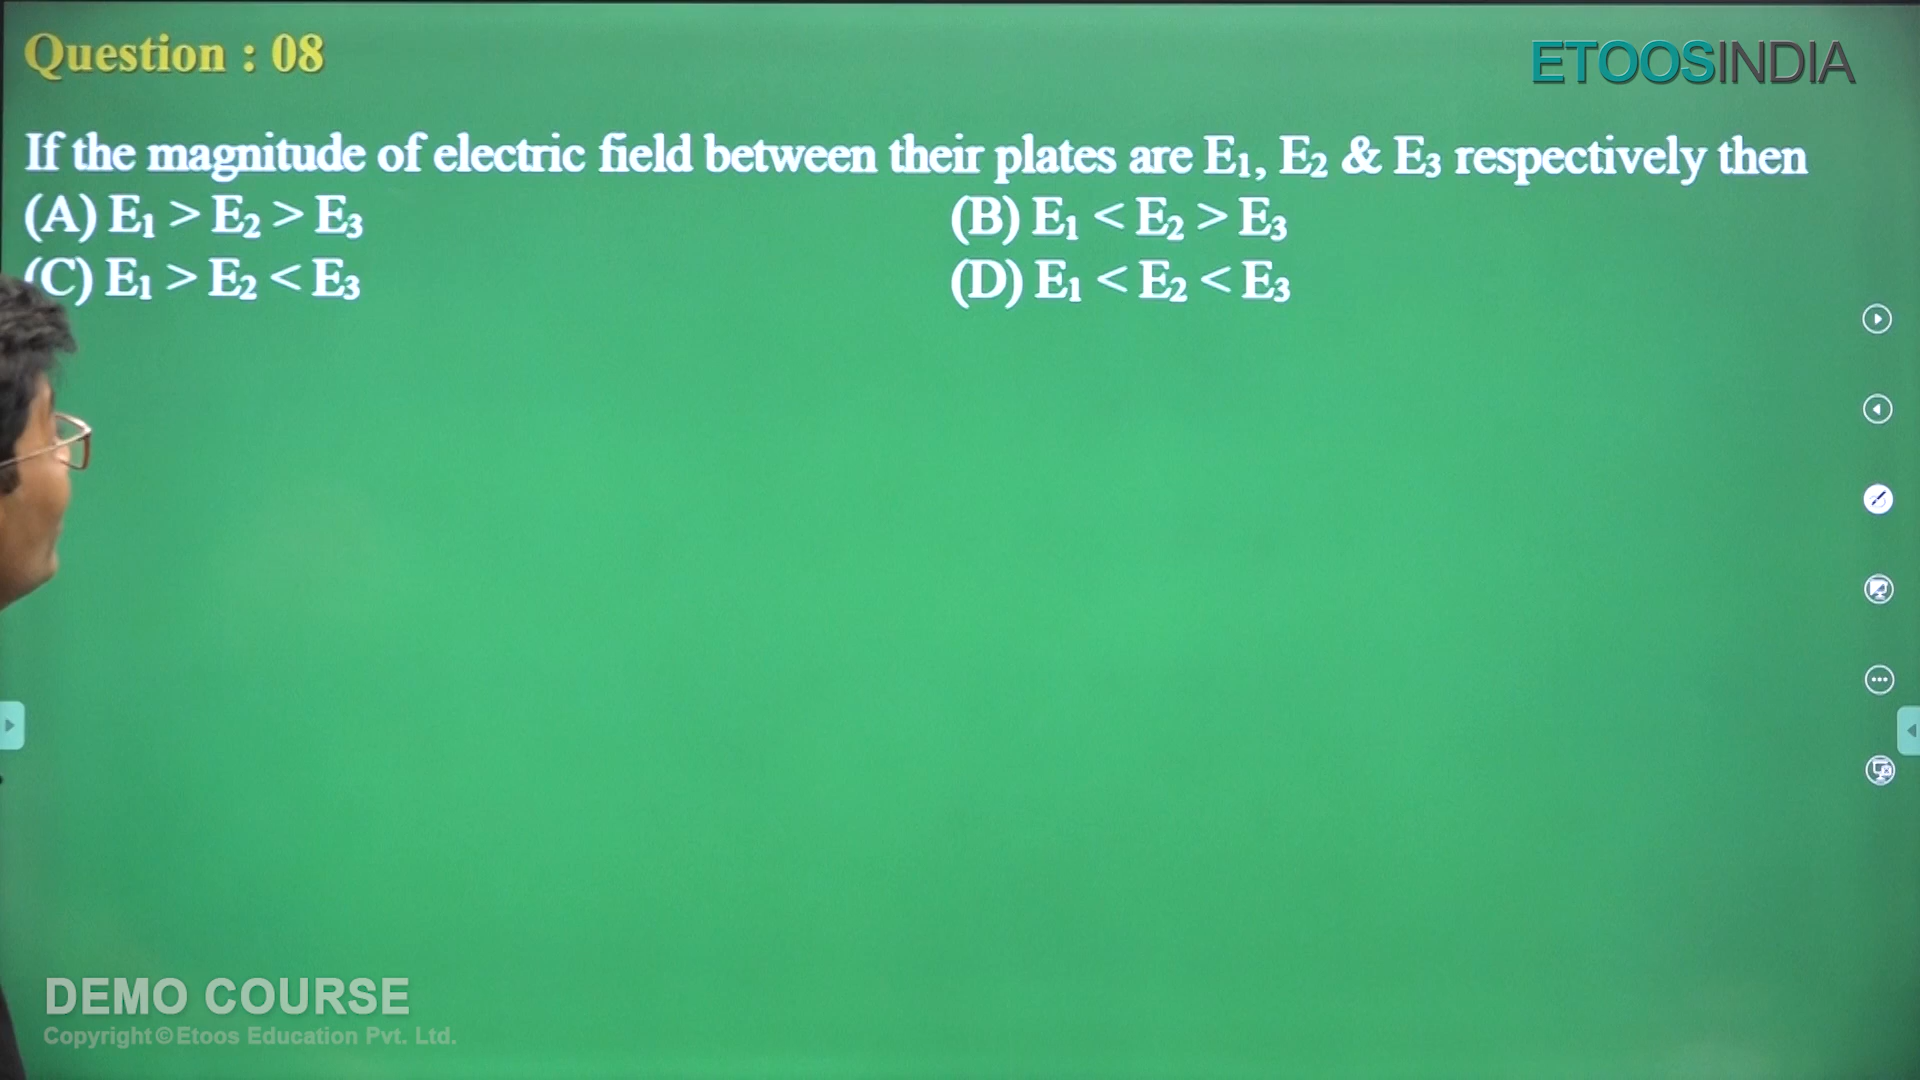 Question : 08
ETOOSINDIA
If the magnitude of electric field between their plates are E₁, E₂ & E₃ respectively then
(A) E₁ > E₂ > E₃
(B) E₁ < E₂ > E₃
(C) E₁ > E₂ < E₃
(D) E₁ < E₂ < E₃
DEMO COURSE
Copyright © Etoos Education Pvt. Ltd.